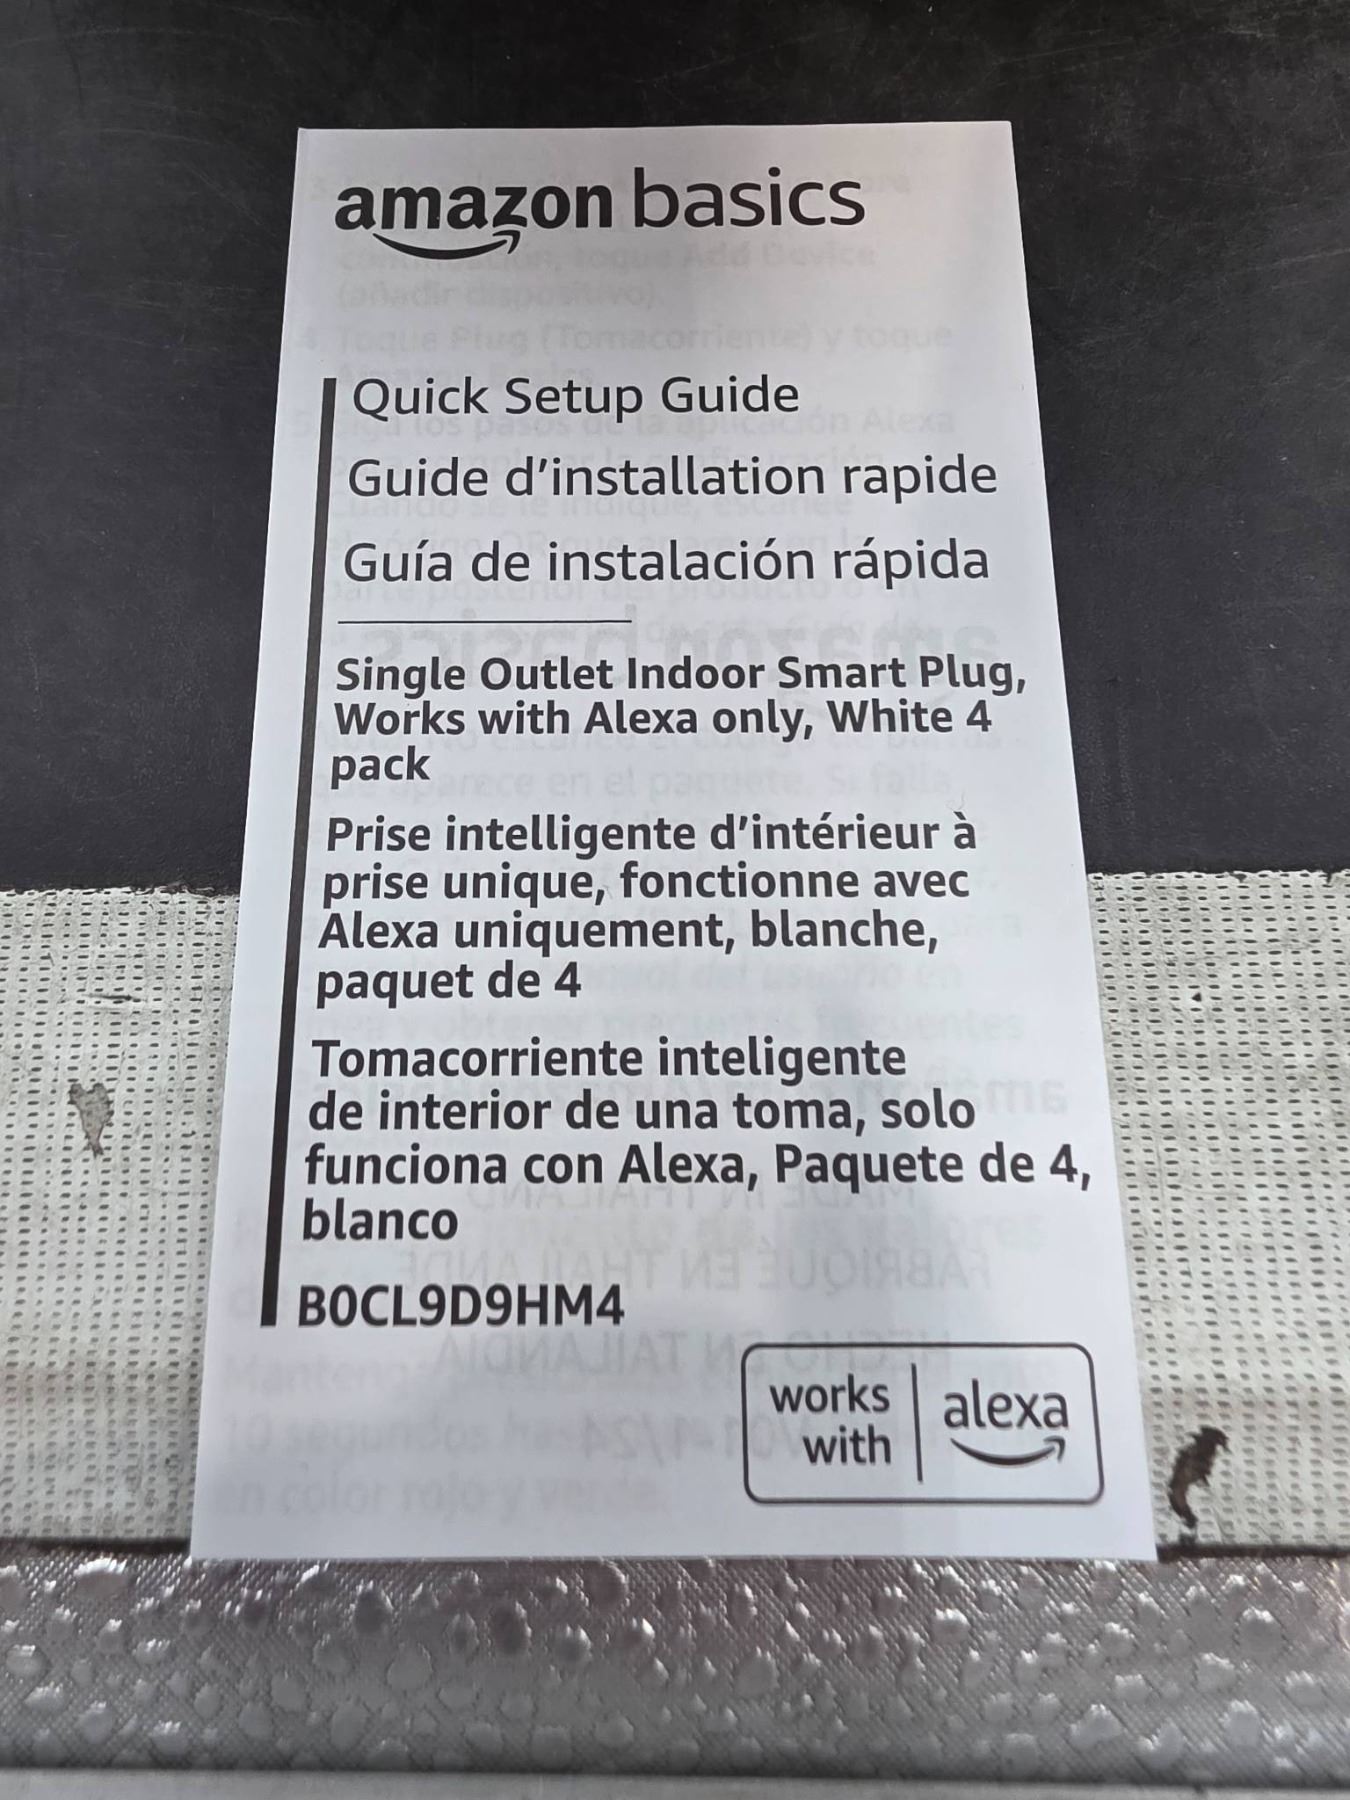 amazon basics
Quick Setup Guide
Guide d'installation rapide
Guía de instalación rápida
Single Outlet Indoor Smart Plug,
Works with Alexa only, White 4
pack
Prise intelligente d'intérieur à
prise unique, fonctionne avec
Alexa uniquement, blanche,
paquet de 4
Tomacorriente inteligente
de interior de una toma, solo
funciona con Alexa, Paquete de 4,
blanco
B0CL9D9HM4
works
with
alexa